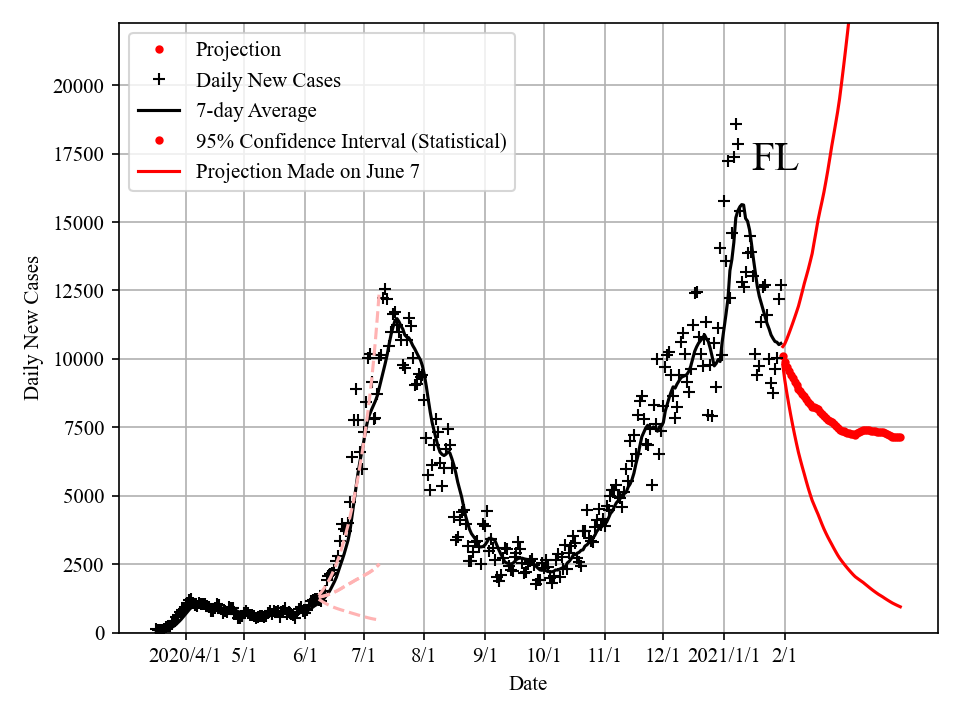 Projection
Daily New Cases
7-day Average
95% Confidence Interval (Statistical)
Projection Made on June 7
FL
Daily New Cases
20000
17500
15000
12500
10000
7500
5000
2500
0
2020/4/1 5/1 6/1 7/1 8/1 9/1 10/1 11/1 12/1 2021/1/1 2/1
Date